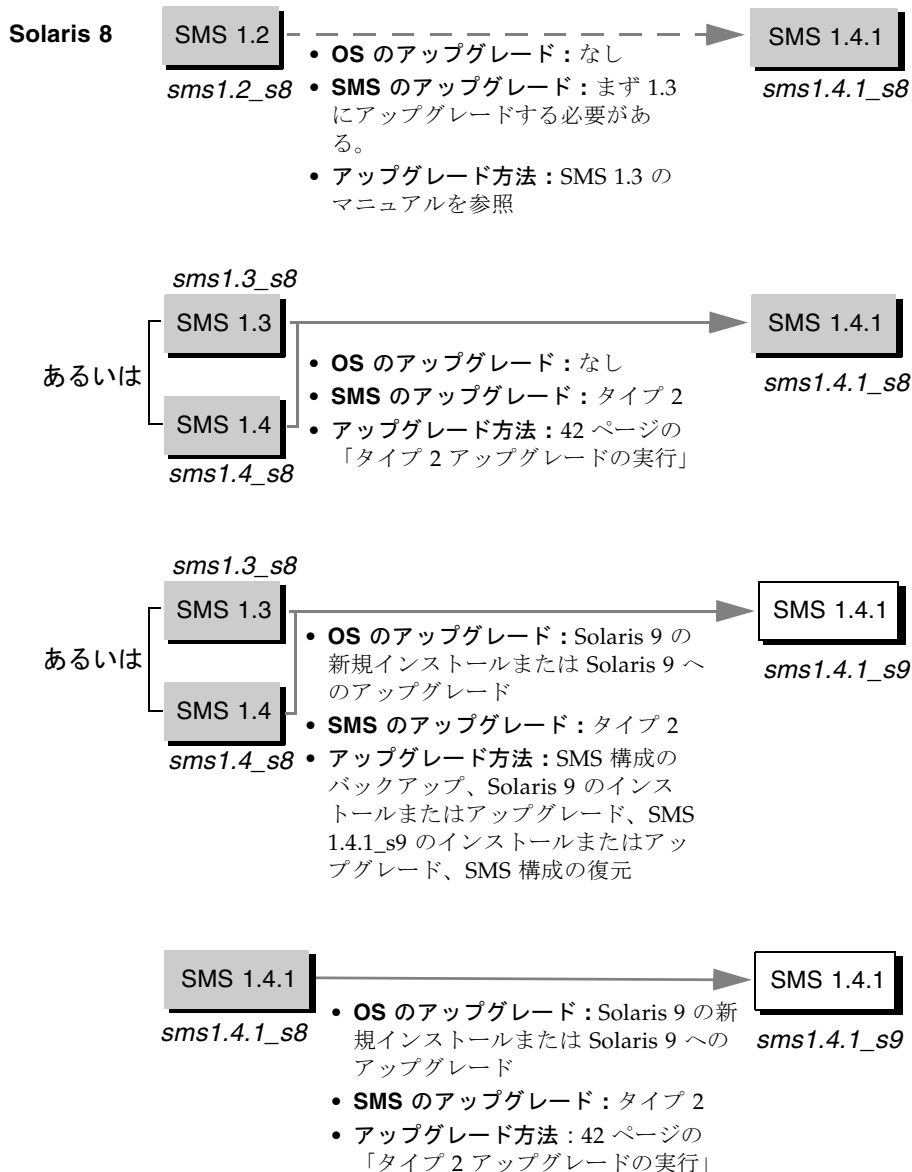 Solaris 8
SMS 1.2
sms1.2_s8
• OS のアップグレード：なし
• SMS のアップグレード：まず 1.3
にアップグレードする必要があ
る。
• アップグレード方法：SMS 1.3 の
マニュアルを参照
SMS 1.4.1
sms1.4.1_s8
sms1.3_s8
SMS 1.3
あるいは
SMS 1.4
sms1.4_s8
• OS のアップグレード：なし
• SMS のアップグレード：タイプ 2
• アップグレード方法：42 ページの
「タイプ 2 アップグレードの実行」
SMS 1.4.1
sms1.4.1_s8
sms1.3_s8
SMS 1.3
あるいは
SMS 1.4
sms1.4_s8
• OS のアップグレード：Solaris 9 の
新規インストールまたは Solaris 9 へ
のアップグレード
• SMS のアップグレード：タイプ 2
• アップグレード方法：SMS 構成の
バックアップ、Solaris 9 のインス
トールまたはアップグレード、SMS
1.4.1_s9 のインストールまたはアッ
プグレード、SMS 構成の復元
SMS 1.4.1
sms1.4.1_s9
SMS 1.4.1
sms1.4.1_s8
• OS のアップグレード：Solaris 9 の新
規インストールまたは Solaris 9 への
アップグレード
• SMS のアップグレード：タイプ 2
• アップグレード方法：42 ページの
「タイプ 2 アップグレードの実行」
SMS 1.4.1
sms1.4.1_s9